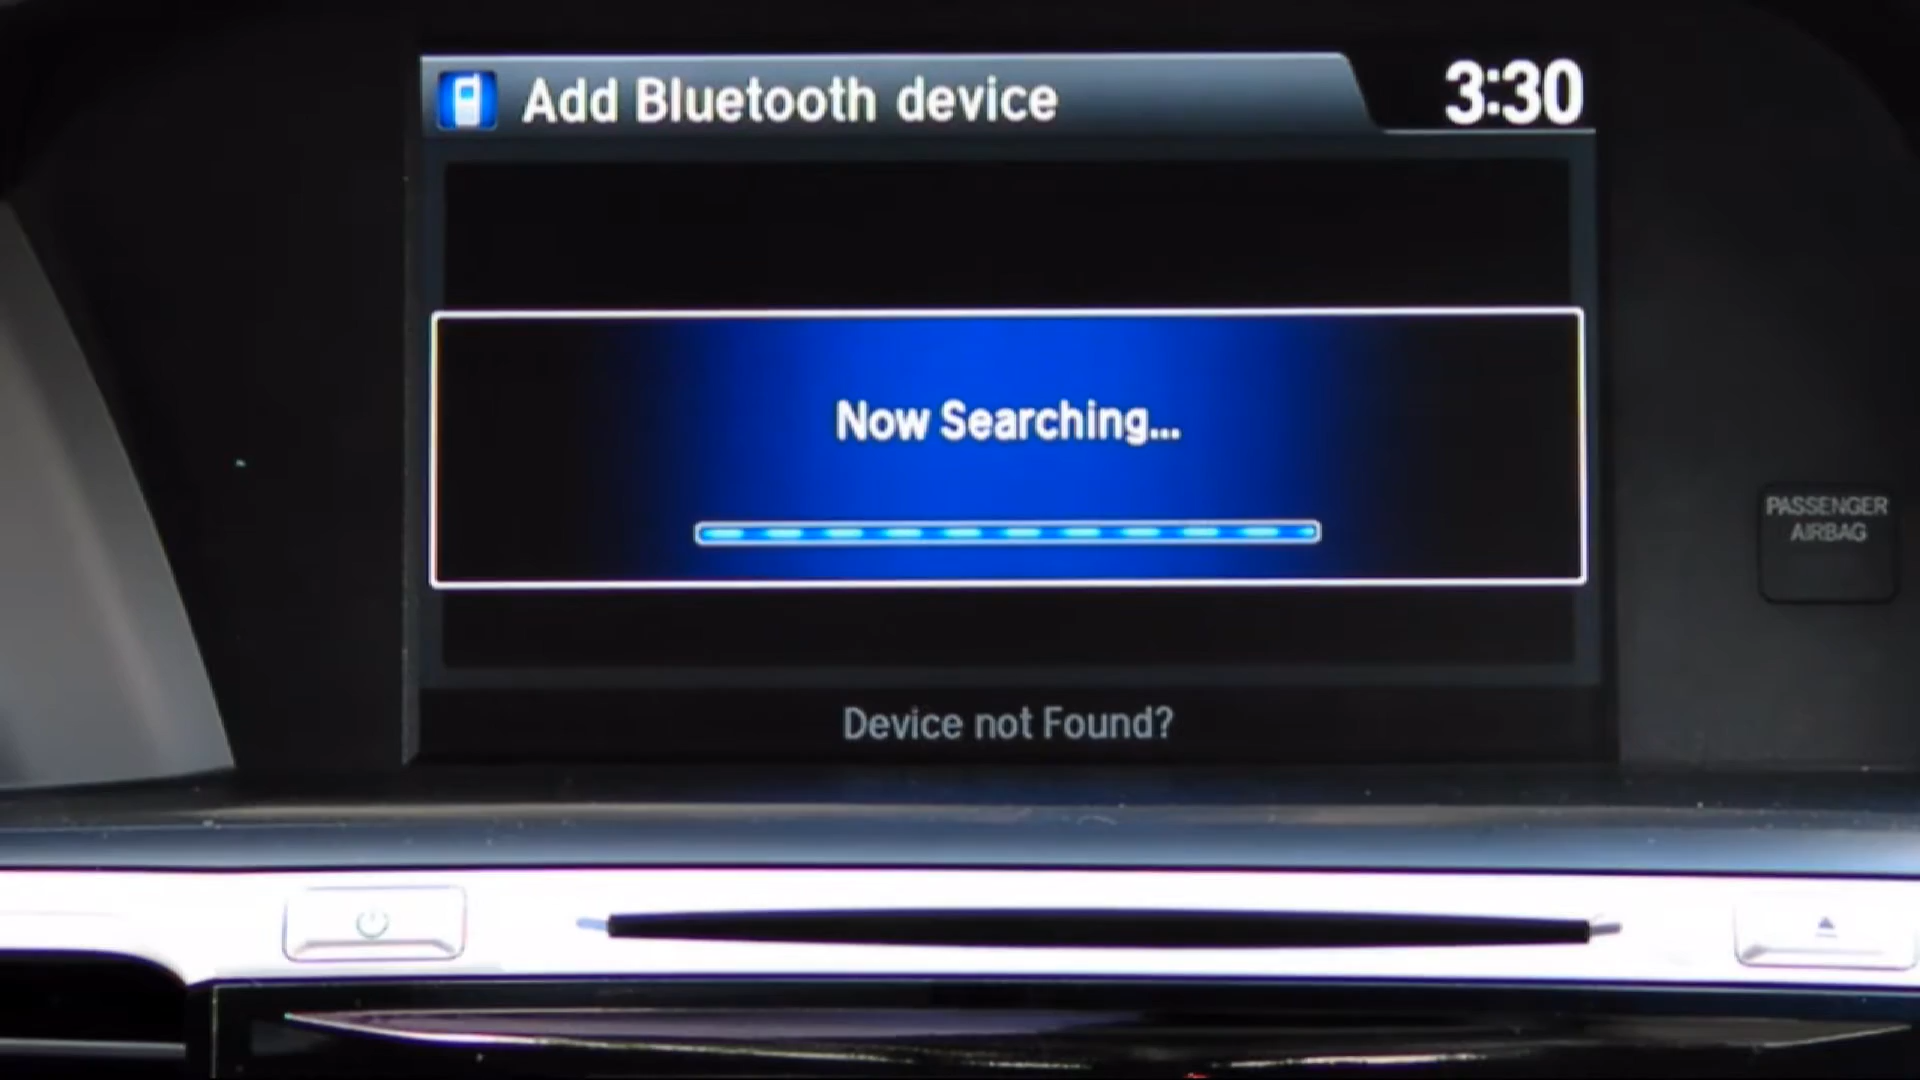 Add Bluetooth device
3:30
Now Searching...
PASSENGER
AIRBAG
Device not Found?